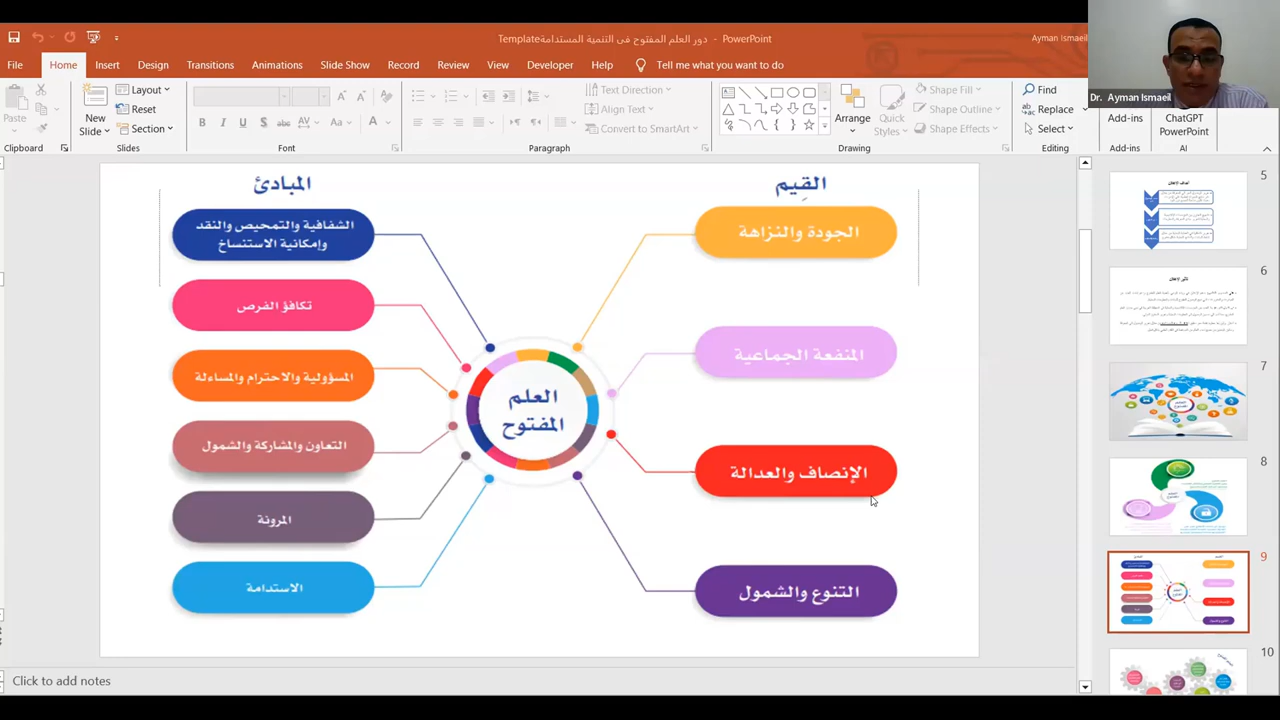 Templateدور العلم المفتوح فى التنمية المستدامة - PowerPoint
Ayman Ismaeil
File Home Insert Design Transitions Animations Slide Show Record Review View Developer Help Tell me what you want to do
Paste
New Slide
Layout
Reset
Section
Text Direction
Align Text
Convert to SmartArt
Arrange
Quick Styles
Shape Fill
Shape Outline
Shape Effects
Find
Replace
Select
Add-ins
ChatGPT PowerPoint
Clipboard Slides Font Paragraph Drawing Editing Add-ins AI
Dr. Ayman Ismaeil
القيم
الجودة والنزاهة
المنفعة الجماعية
الإنصاف والعدالة
التنوع والشمول
العلم
المفتوح
المبادئ
الشفافية والتمحيص والنقد
وإمكانية الاستنساخ
تكافؤ الفرص
المسؤولية والاحترام والمساءلة
التعاون والمشاركة والشمول
المرونة
الاستدامة
5
6
7
8
9
10
Click to add notes